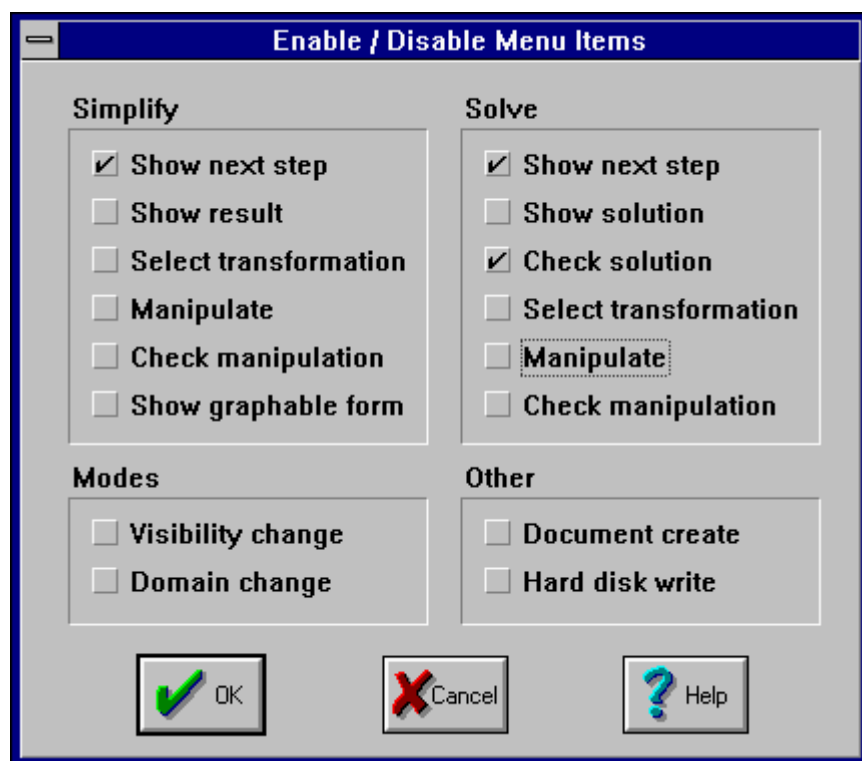 Enable / Disable Menu Items
Simplify
Show next step
Show result
Select transformation
Manipulate
Check manipulation
Show graphable form
Solve
Show next step
Show solution
Check solution
Select transformation
Manipulate
Check manipulation
Modes
Visibility change
Domain change
Other
Document create
Hard disk write
OK
Cancel
Help